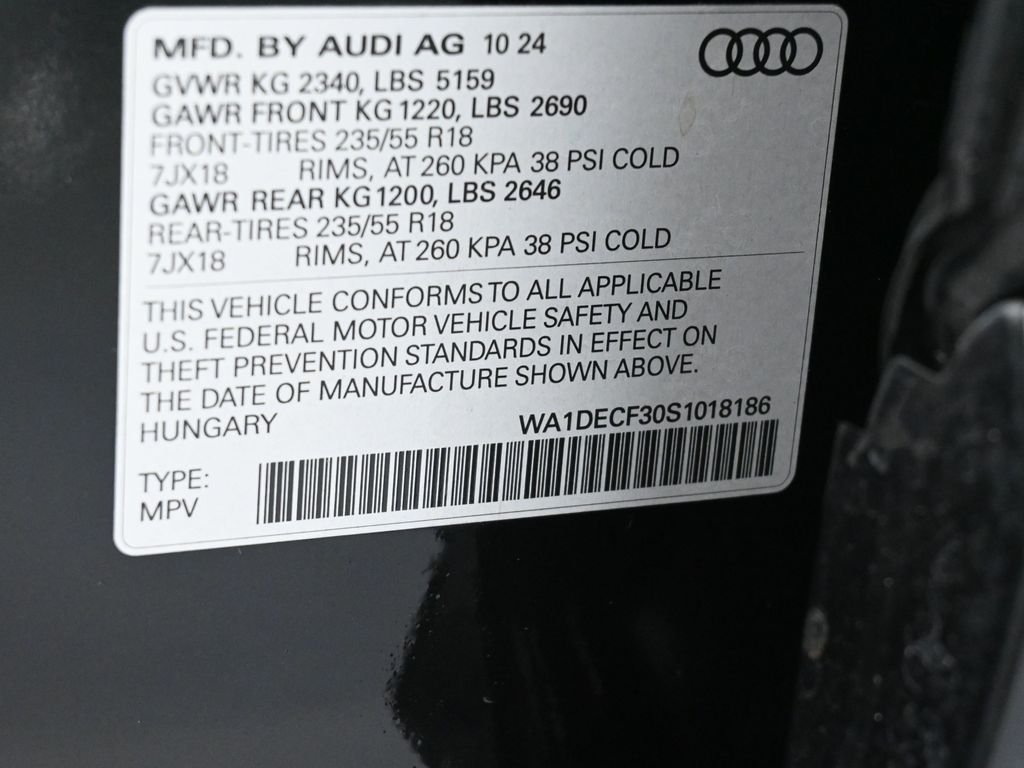 MFD. BY AUDI AG 10 24
GVWR KG 2340, LBS 5159
GAWR FRONT KG 1220, LBS 2690
FRONT-TIRES 235/55 R18
7JX18 RIMS, AT 260 KPA 38 PSI COLD
GAWR REAR KG 1200, LBS 2646
REAR-TIRES 235/55 R18
7JX18 RIMS, AT 260 KPA 38 PSI COLD
THIS VEHICLE CONFORMS TO ALL APPLICABLE
U.S. FEDERAL MOTOR VEHICLE SAFETY AND
THEFT PREVENTION STANDARDS IN EFFECT ON
THE DATE OF MANUFACTURE SHOWN ABOVE.
HUNGARY WA1DECF30S1018186
TYPE:
MPV